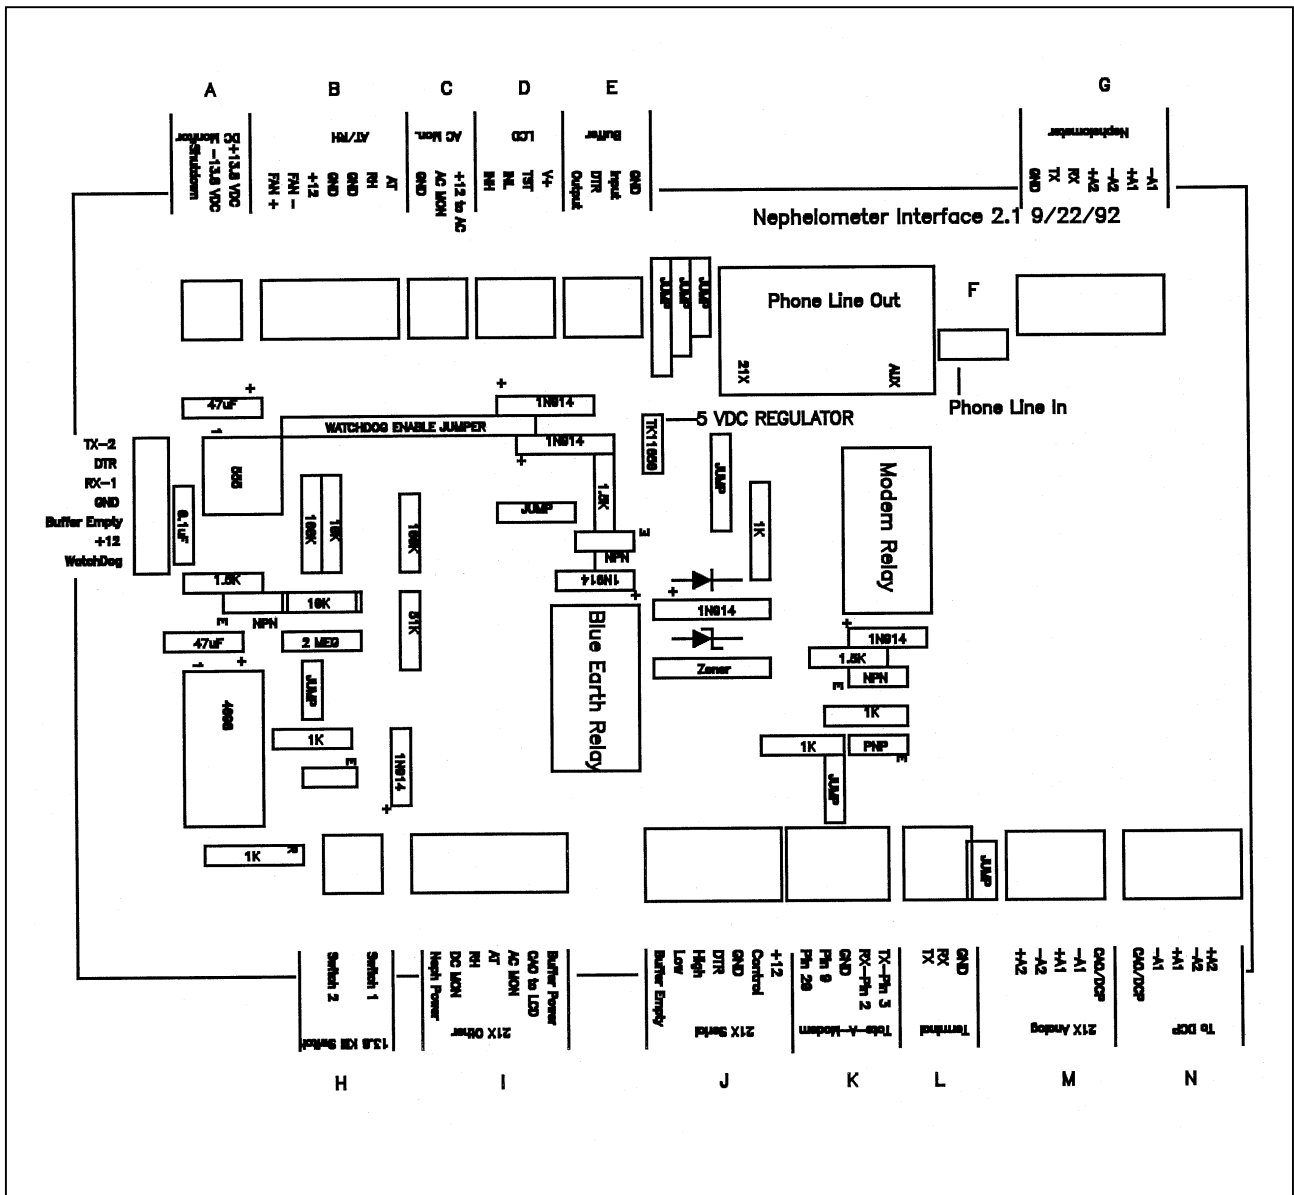 A
B
C
D
E
G
DC Monitor
+13.8 VDC
-13.8 VDC
Shutdown
AT/RH
FAN +
FAN -
+12
GND
GND
RH
AT
AC Mon.
GND
AC MON
+12 to AC
LCD
INH
INL
TST
V+
Buffer
Output
DTR
Input
GND
Nephelometer
GND
TX
RX
+A2
-A2
+A1
-A1
Nephelometer Interface 2.1 9/22/92
JUMP
JUMP
JUMP
Phone Line Out
21X
AUX
F
Phone Line In
+
47uF
+
1N914
WATCHDOG ENABLE JUMPER
1N914
+
TK11650
5 VDC REGULATOR
TX-2
DTR
RX-1
GND
Buffer Empty
+12
WatchDog
1
555
0.1uF
100K
10K
100K
JUMP
1.5K
E
NPN
JUMP
1K
Modem Relay
1.5K
E
NPN
10K
51K
1N914
+
+
1N914
Zener
Blue Earth Relay
47uF
1
+
2 MEG
4098
JUMP
1K
E
1N914
+
+
1N914
1.5K
E
NPN
1K
1K
PNP
E
JUMP
1K
JUMP
Switch 2
Switch 1
13.8 Kill Switch
H
Neph Power
DC MON
RH
AT
AC MON
CAO to LCD
Buffer Power
21X Other
I
Buffer Empty
Low
High
DTR
GND
Control
+12
21X Serial
J
Pin 9
GND
RX-Pin 2
TX-Pin 3
Tote-A-Modem
K
TX
RX
GND
Terminal
L
+A2
-A2
+A1
-A1
CAO/DCP
21X Analog
M
CAO/DCP
-A1
+A1
-A2
+A2
To DCP
N